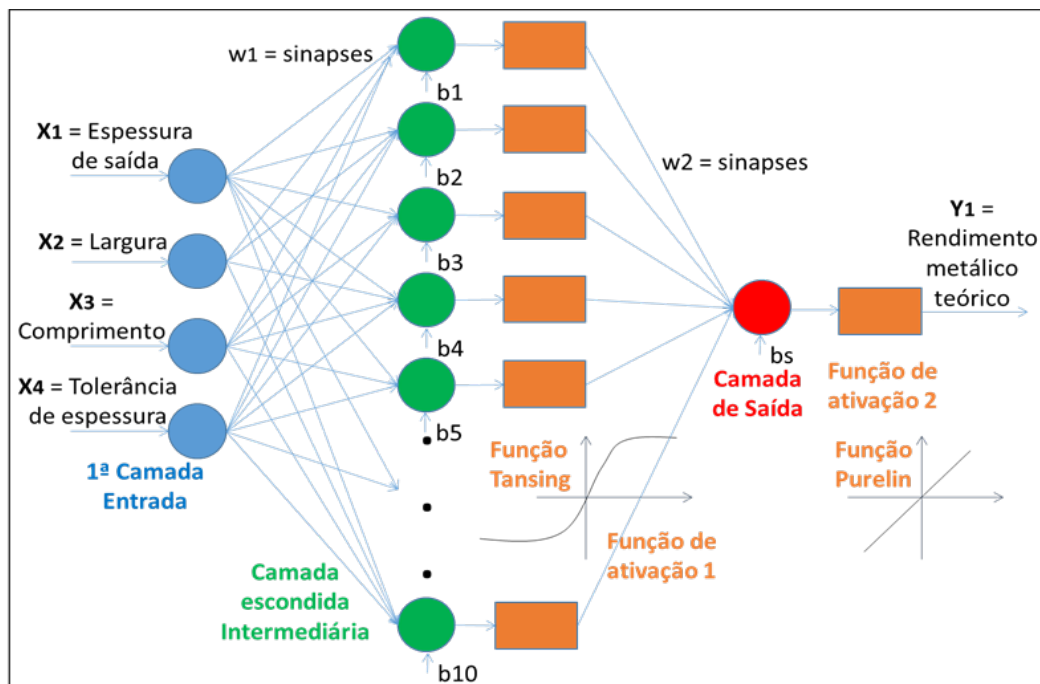 w1 = sinapses
b1
X1 = Espessura
de saída
b2
w2 = sinapses
X2 = Largura
b3
Y1 =
Rendimento
metálico
teórico
X3 =
Comprimento
b4
X4 = Tolerância
de espessura
b5
bs
Camada
de Saída
Função de
ativação 2
1ª Camada
Entrada
Função
Tansing
Função
Purelin
Função de
ativação 1
Camada
escondida
Intermediária
b10